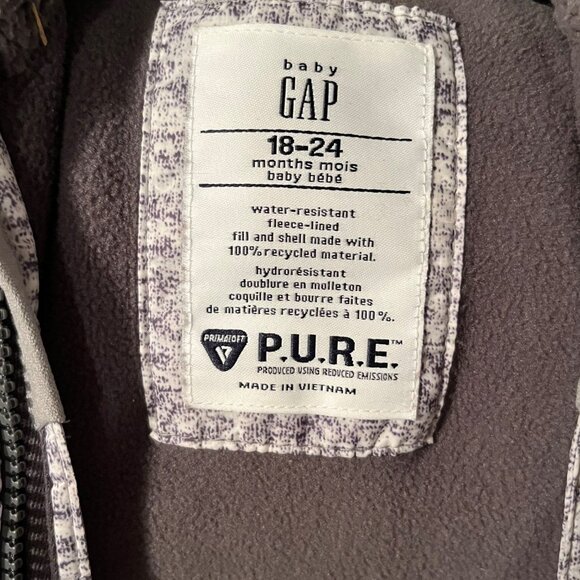 baby
GAP
18-24
months mois
baby bébé
water-resistant
fleece-lined
fill and shell made with
100% recycled material.
hydrorésistant
doublure en molleton
coquille et bourre faites
de matières recyclées à 100%.
PRIMALOFT P.U.R.E.™
PRODUCED USING REDUCED EMISSIONS
MADE IN VIETNAM